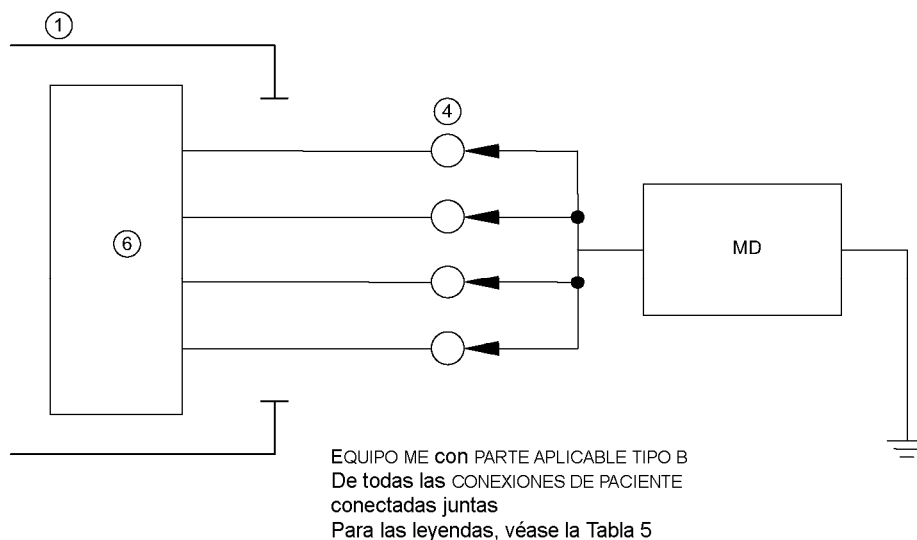 ①
④
⑥
MD
EQUIPO ME con PARTE APLICABLE TIPO B
De todas las CONEXIONES DE PACIENTE
conectadas juntas
Para las leyendas, véase la Tabla 5